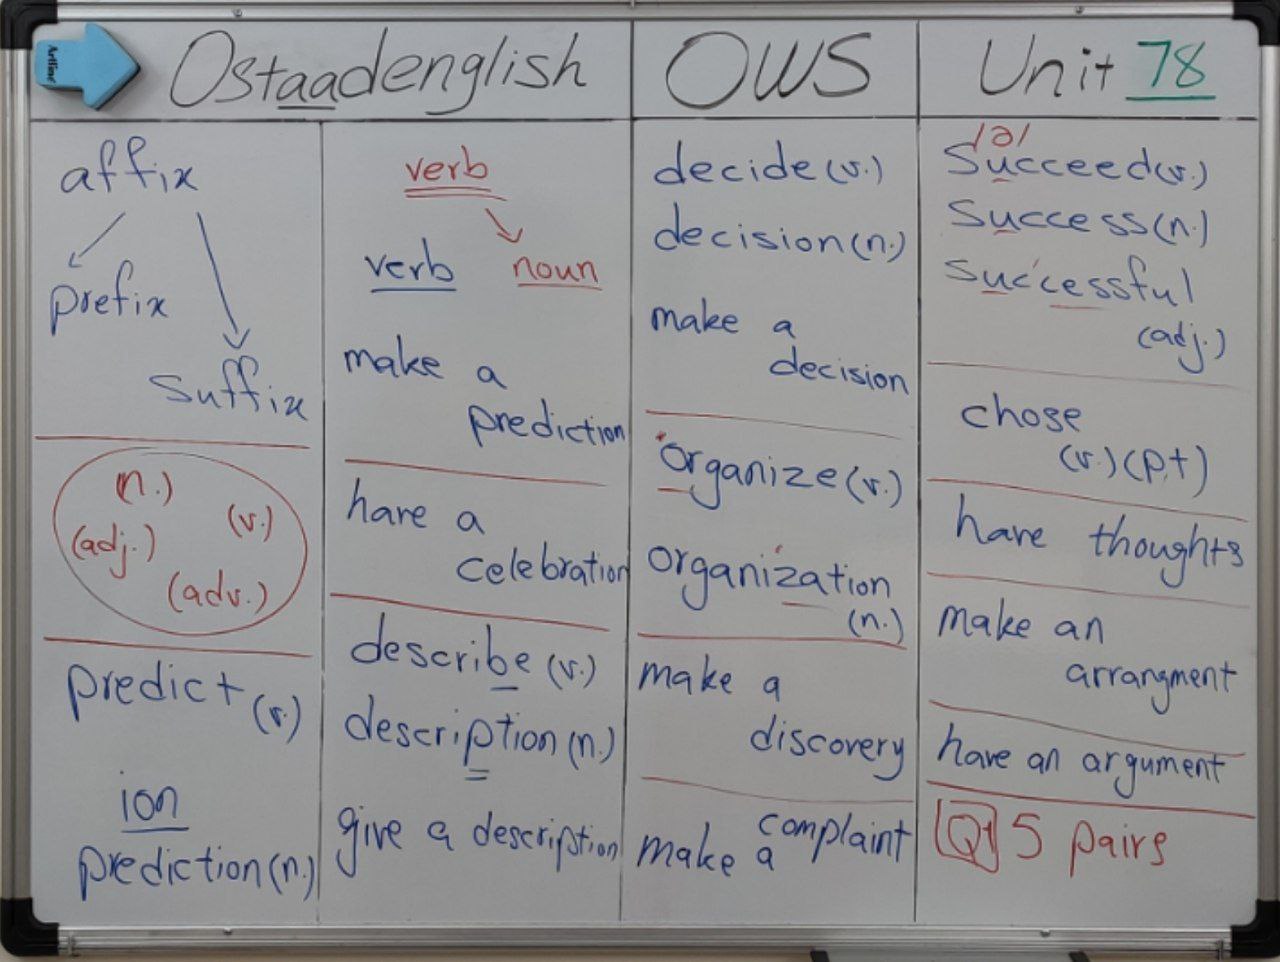 Artline
Ostaadenglish
OWS
Unit 78
affix
prefix
suffix
(n.)
(v.)
(adj.)
(adv.)
predict (v.)
ion
prediction (n.)
verb
verb noun
make a
prediction
have a
celebration
describe (v.)
description (n.)
give a description
decide (v.)
decision (n.)
make a
decision
organize (v.)
organization
(n.)
make a
discovery
make a complaint
/ə/
Succeed (v.)
Success (n.)
Successful
(adj.)
chose
(v.) (p.t)
have thoughts
make an
arrangment
have an argument
Q1 5 pairs